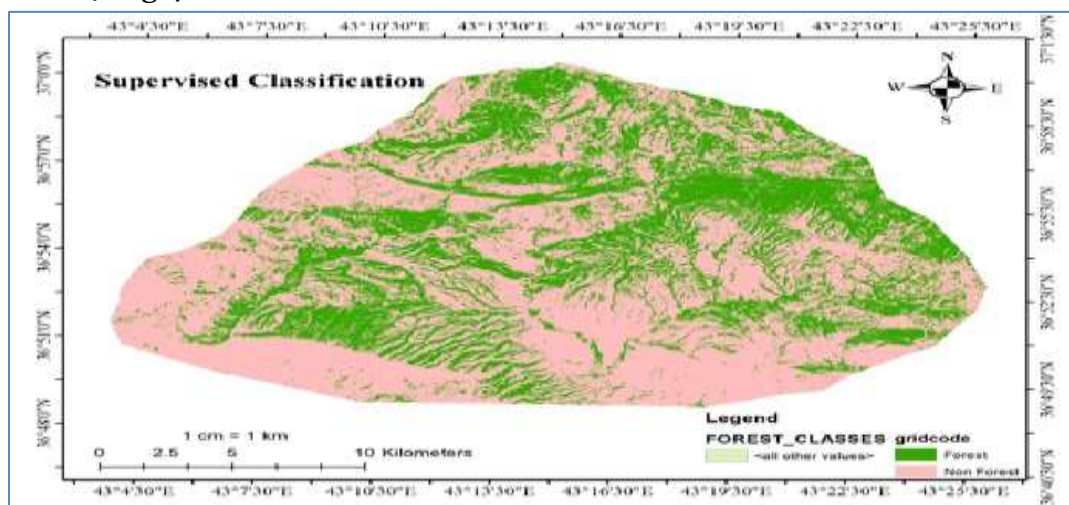 43°4'30"E 43°7'30"E 43°10'30"E 43°13'30"E 43°16'30"E 43°19'30"E 43°22'30"E 43°25'30"E
Supervised Classification
N
W E
S
37°0'0"N
36°57'0"N
36°54'0"N
36°51'0"N
36°48'0"N
1 cm = 1 km
0 2.5 5 10 Kilometers
Legend
FOREST_CLASSES gridcode
<all other values> Forest
Non Forest
43°4'30"E 43°7'30"E 43°10'30"E 43°13'30"E 43°16'30"E 43°19'30"E 43°22'30"E 43°25'30"E